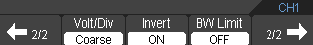 CH1
2/2 Volt/Div Invert BW Limit 2/2
Coarse ON OFF